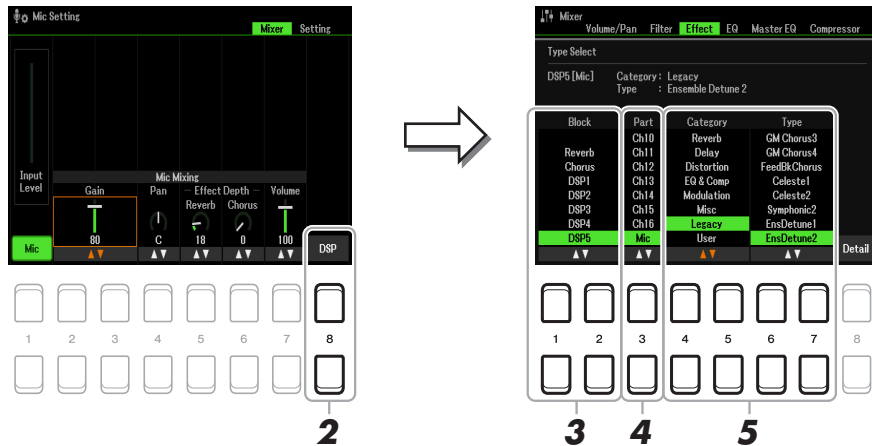 Mic Setting
Mixer Setting
Input Level
Mic Mixing
Gain Pan Effect Depth Volume
Reverb Chorus
80 C 18 0 100
Mic DSP
1 2 3 4 5 6 7 8
2
Mixer
Volume/Pan Filter Effect EQ Master EQ Compressor
Type Select
DSP5 [Mic] Category : Legacy
Type : Ensemble Detune 2
Block Part Category Type
Ch10 Reverb GM Chorus3
Reverb Ch11 Delay GM Chorus4
Chorus Ch12 Distortion FeedBkChorus
DSP1 Ch13 EQ & Comp Celeste1
DSP2 Ch14 Modulation Celeste2
DSP3 Ch15 Misc Symphonic2
DSP4 Ch16 Legacy EnsDetune1
DSP5 Mic User EnsDetune2
Detail
1 2 3 4 5 6 7 8
3 4 5